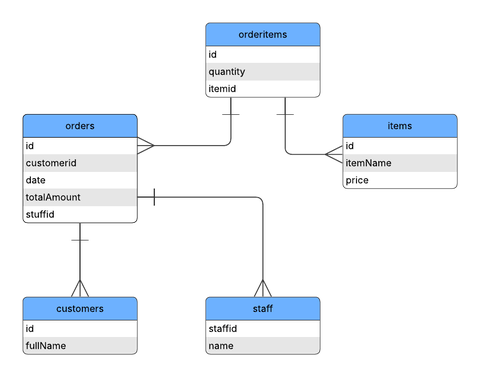 orderitems
id
quantity
itemid
orders
id
customerid
date
totalAmount
stuffid
items
id
itemName
price
customers
id
fullName
staff
staffid
name